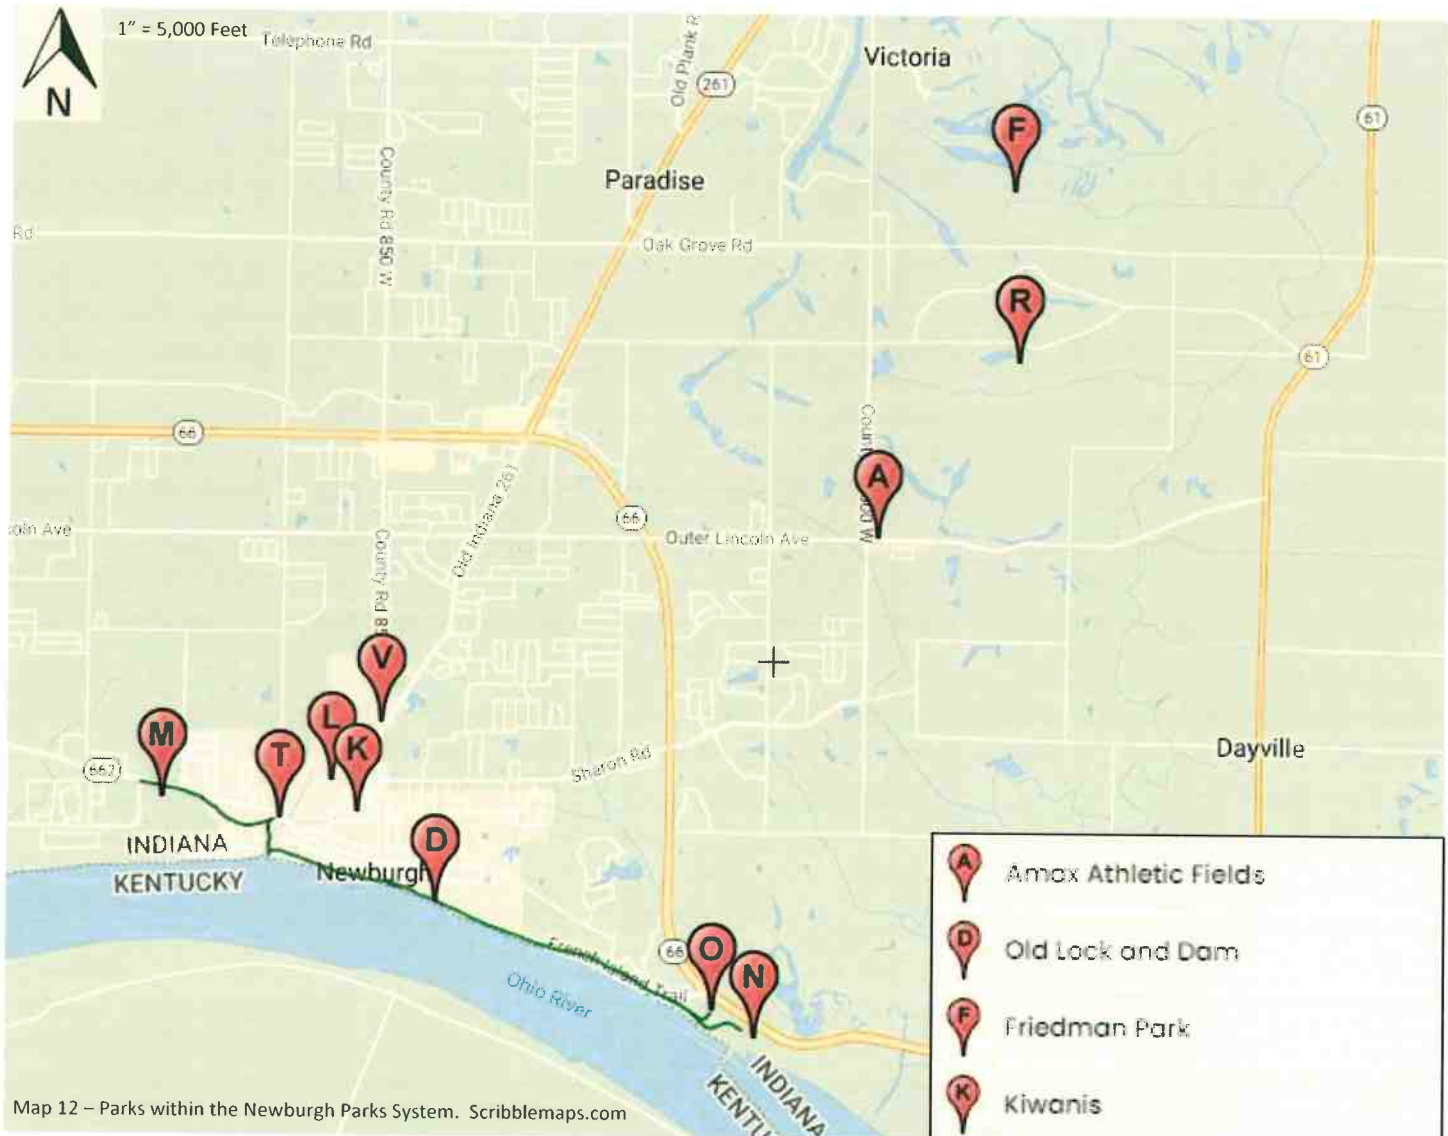 1" = 5,000 Feet
N
Telephone Rd
Old Plank R
261
Victoria
61
F
County Rd 850 W
Paradise
Rd
Oak Grove Rd
R
61
66
Old Indiana 261
A
66
Outer Lincoln Ave
County Rd 8
V
M
L
K
T
662
Sharon Rd
Dayville
D
INDIANA
KENTUCKY
Newburgh
French Island Trail
Ohio River
66
O
N
INDIANA
A Amax Athletic Fields
D Old Lock and Dam
F Friedman Park
K Kiwanis
Map 12 – Parks within the Newburgh Parks System. Scribblemaps.com